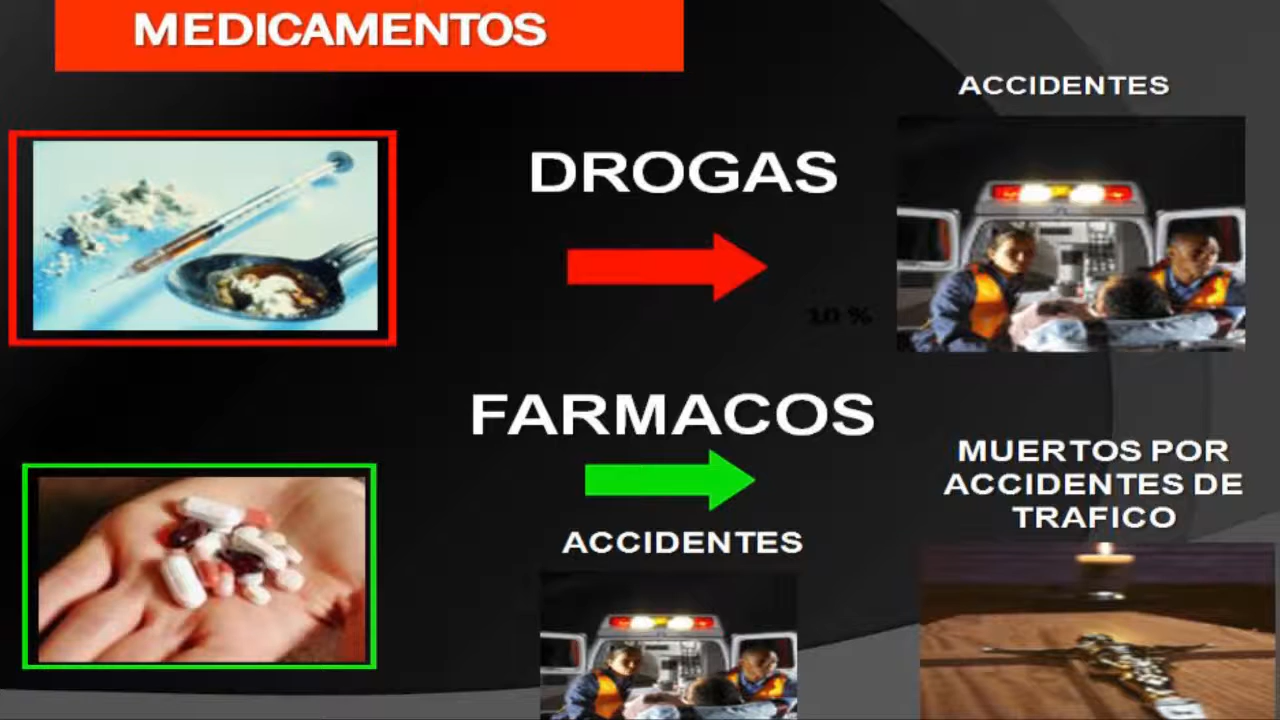 MEDICAMENTOS
ACCIDENTES
DROGAS
10 %
FARMACOS
MUERTOS POR
ACCIDENTES DE
TRAFICO
ACCIDENTES